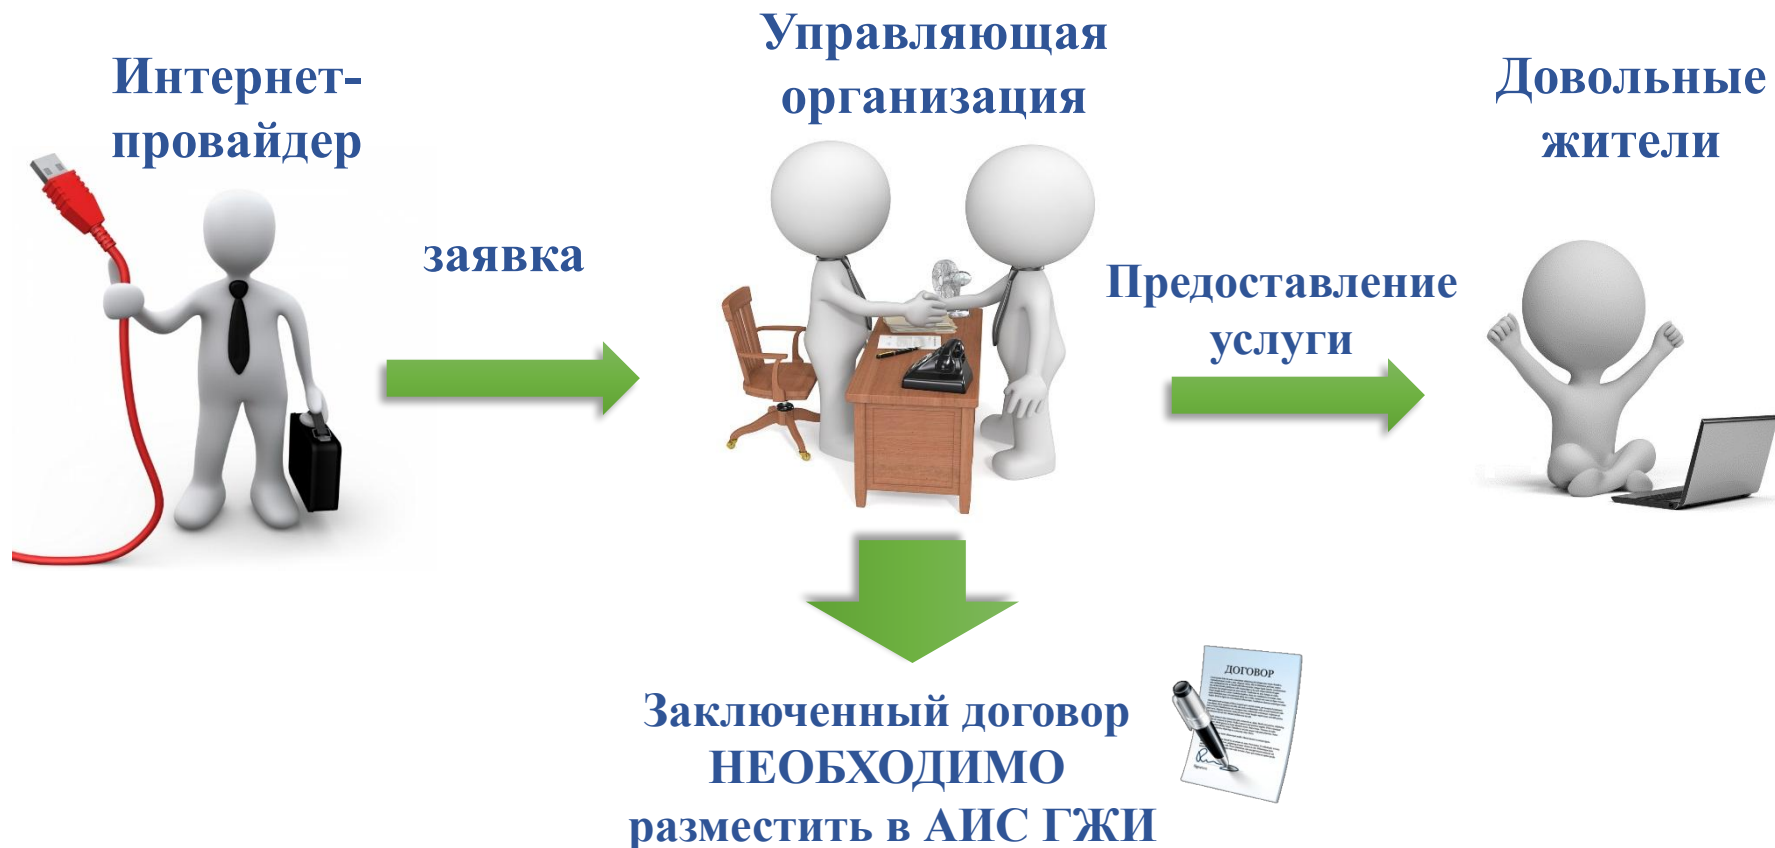 Интернет-
провайдер
заявка
Управляющая
организация
Предоставление
услуги
Довольные
жители
Заключенный договор
НЕОБХОДИМО
разместить в АИС ГЖИ
ДОГОВОР